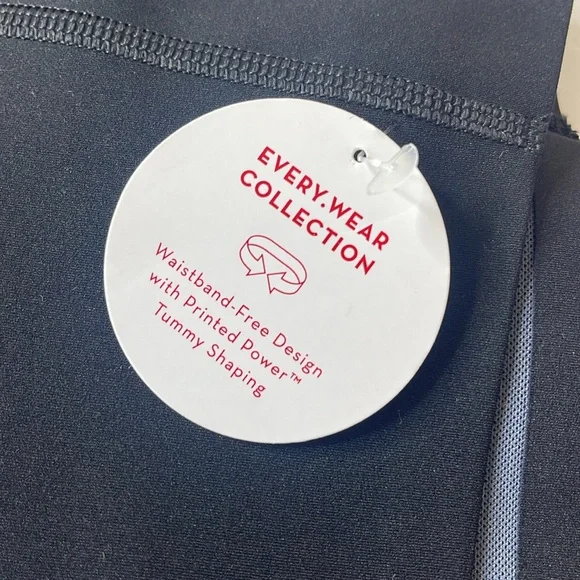 EVERY.WEAR
COLLECTION
Waistband-Free Design
with Printed Power™
Tummy Shaping